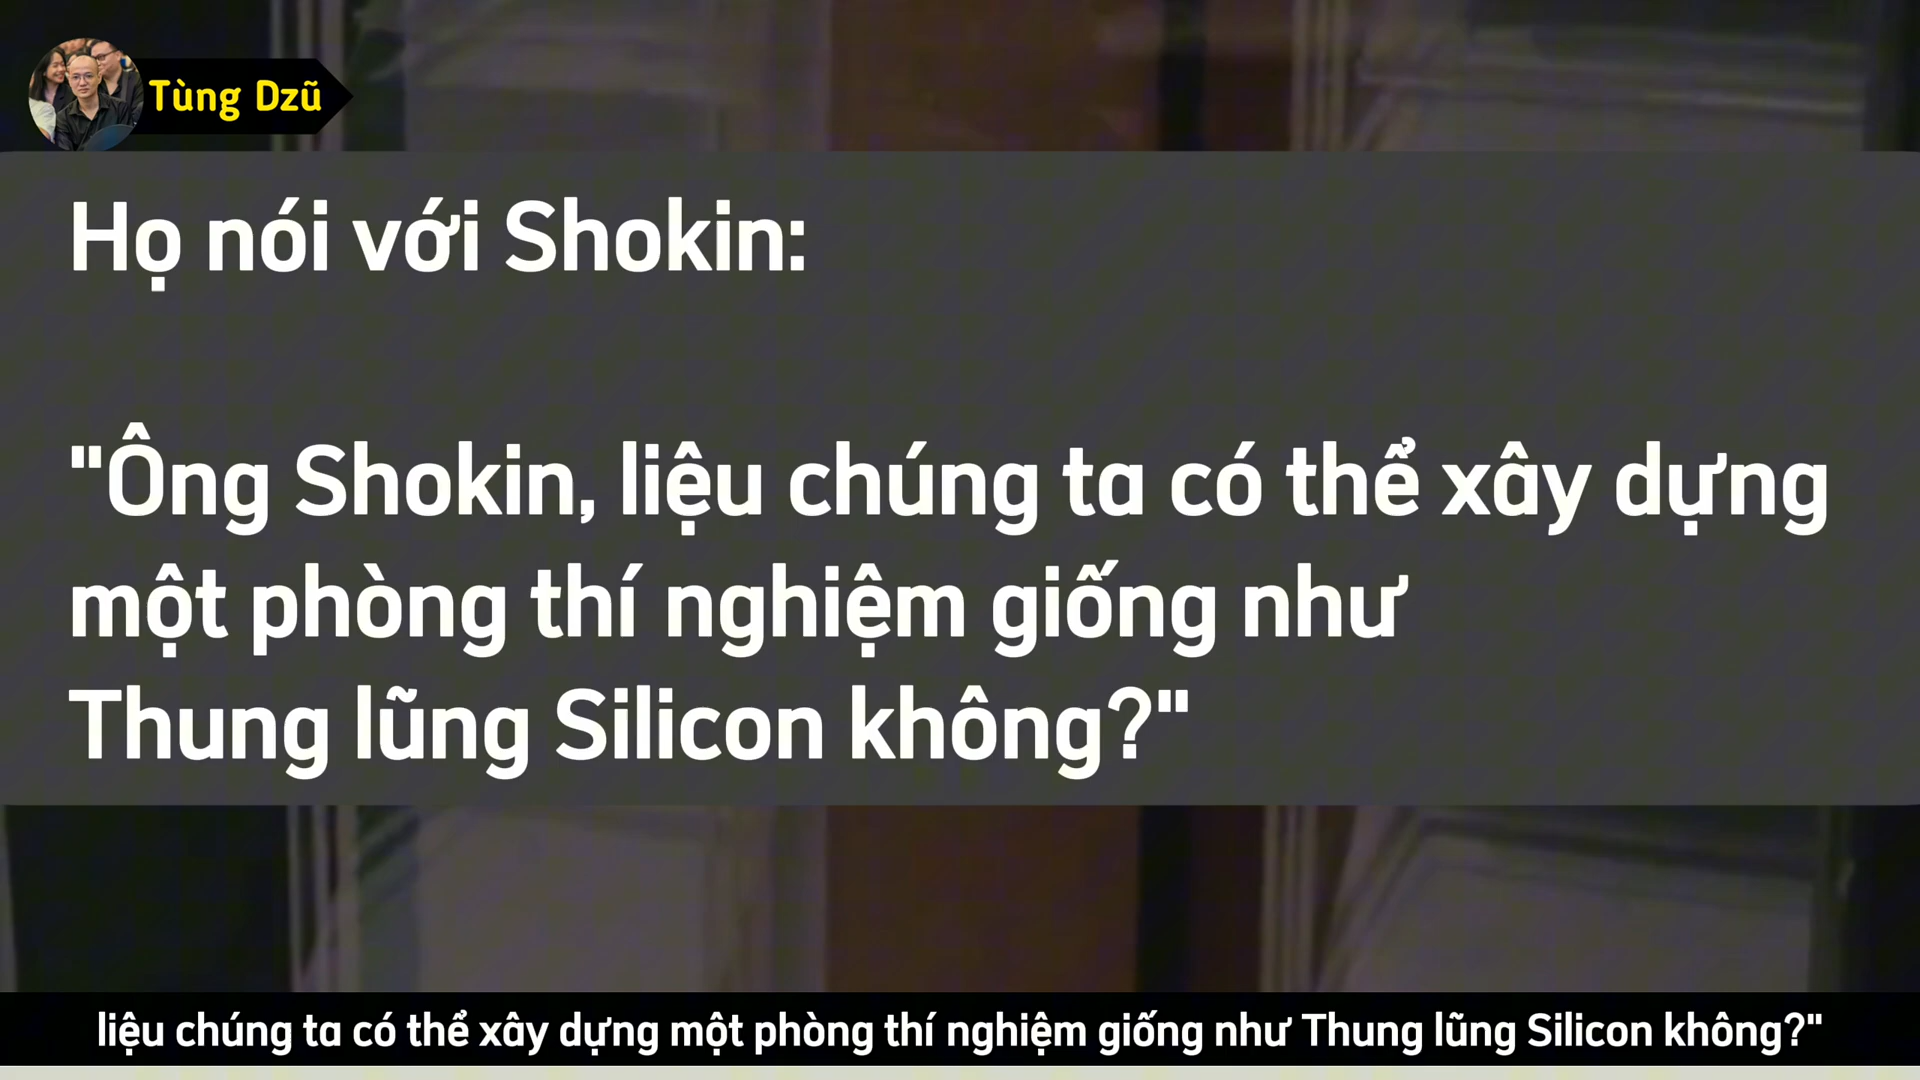 Tùng Dzũ
Họ nói với Shokin:
"Ông Shokin, liệu chúng ta có thể xây dựng
một phòng thí nghiệm giống như
Thung lũng Silicon không?"
liệu chúng ta có thể xây dựng một phòng thí nghiệm giống như Thung lũng Silicon không?"